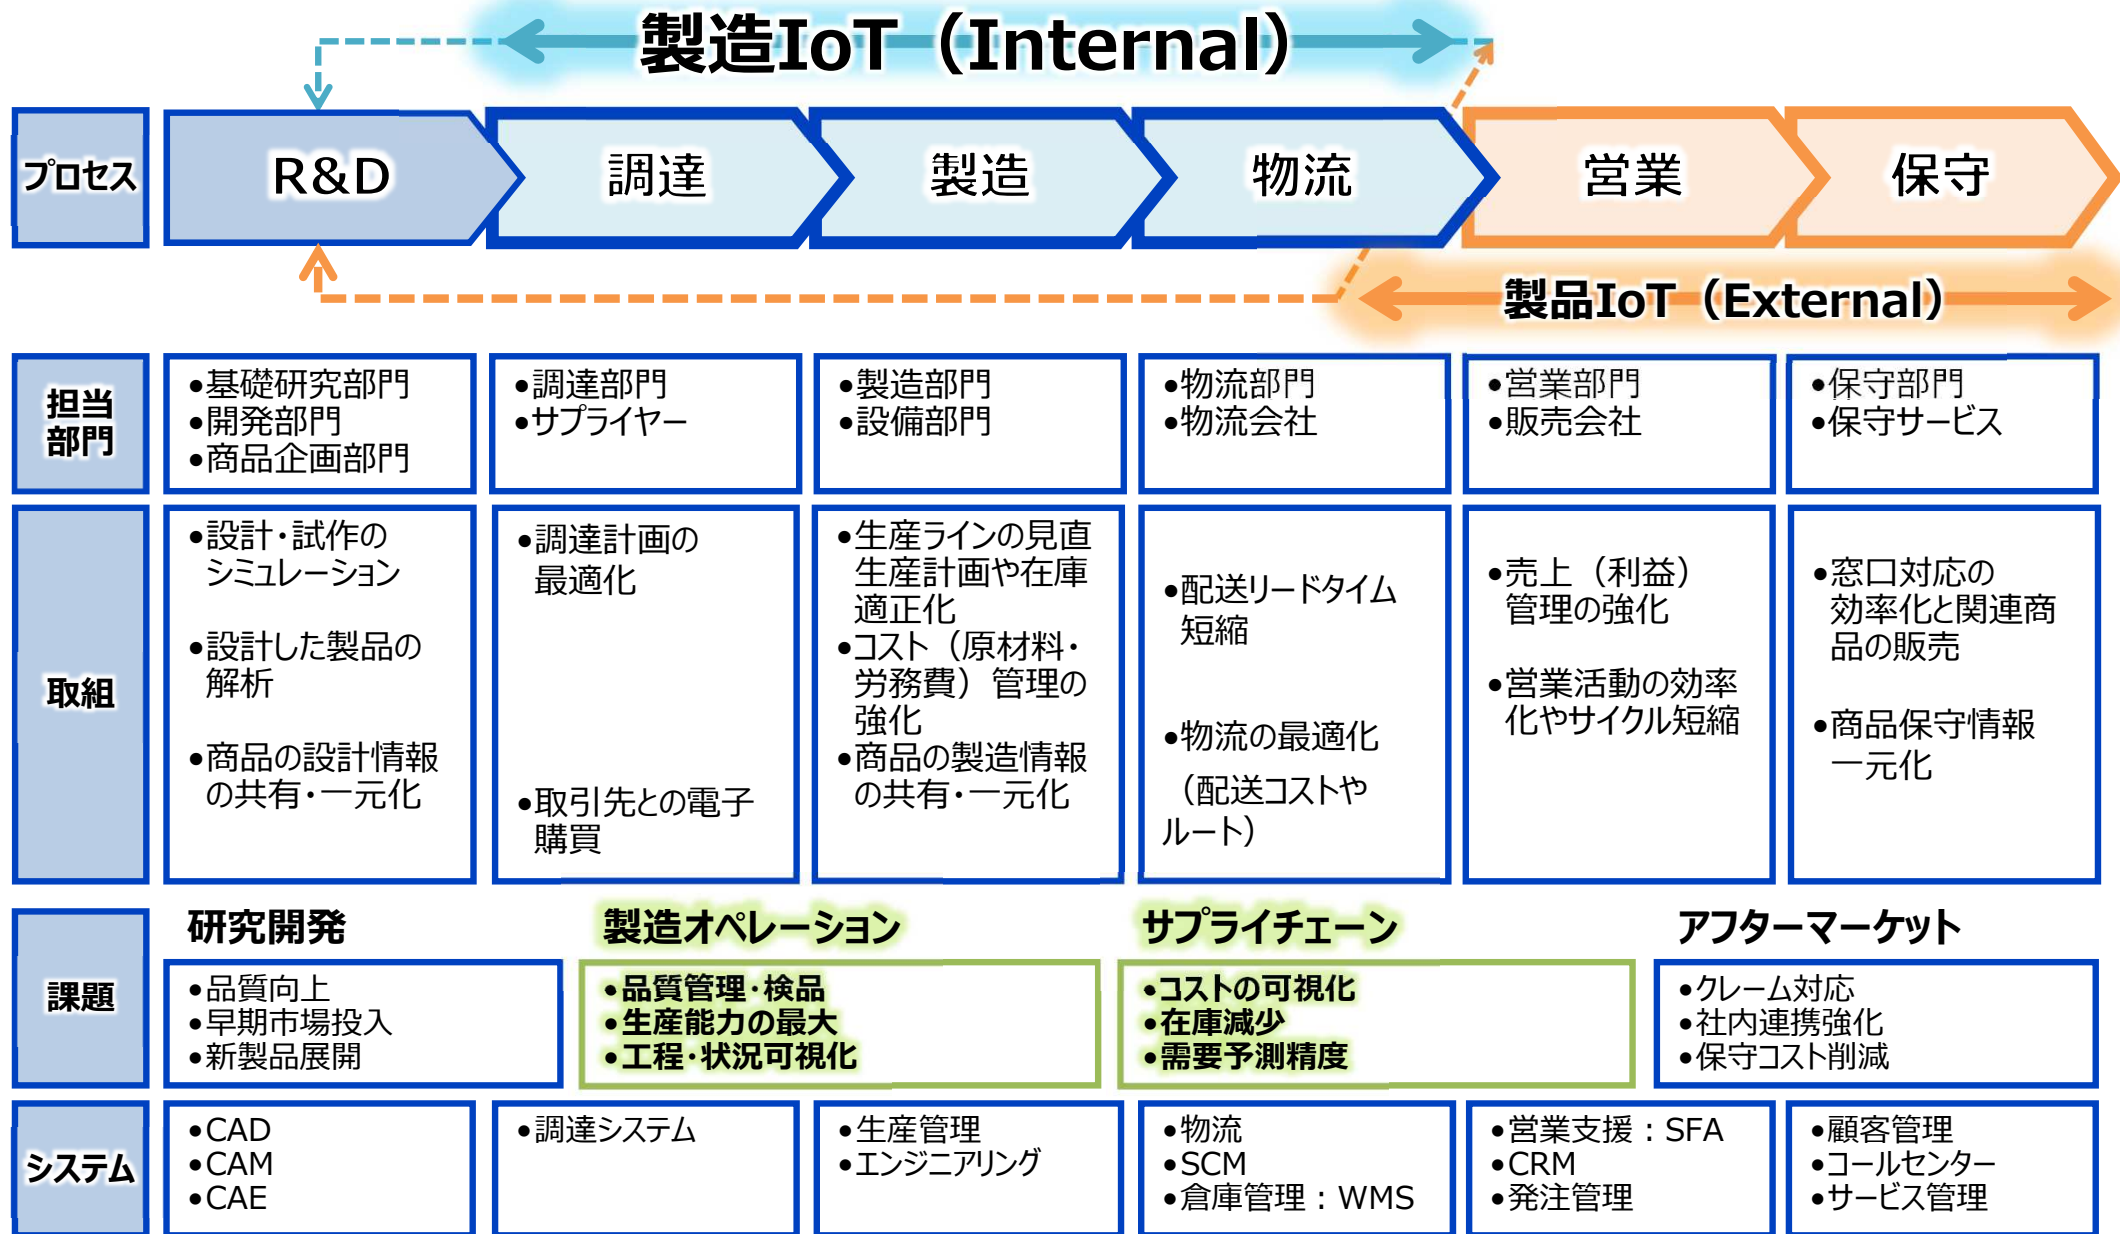 製造IoT（Internal）
プロセス
R&D
調達
製造
物流
営業
保守
製品IoT（External）
担当
部門
●基礎研究部門
●開発部門
●商品企画部門
●調達部門
●サプライヤー
●製造部門
●設備部門
●物流部門
●物流会社
●営業部門
●販売会社
●保守部門
●保守サービス
取組
●設計・試作の
シミュレーション
●設計した製品の
解析
●商品の設計情報
の共有・一元化
●調達計画の
最適化
●取引先との電子
購買
●生産ラインの見直
生産計画や在庫
適正化
●コスト（原材料・
労務費）管理の
強化
●商品の製造情報
の共有・一元化
●配送リードタイム
短縮
●物流の最適化
（配送コストや
ルート）
●売上（利益）
管理の強化
●営業活動の効率
化やサイクル短縮
●窓口対応の
効率化と関連商
品の販売
●商品保守情報
一元化
課題
研究開発
●品質向上
●早期市場投入
●新製品展開
製造オペレーション
●品質管理・検品
●生産能力の最大
●工程・状況可視化
サプライチェーン
●コストの可視化
●在庫減少
●需要予測精度
アフターマーケット
●クレーム対応
●社内連携強化
●保守コスト削減
システム
●CAD
●CAM
●CAE
●調達システム
●生産管理
●エンジニアリング
●物流
●SCM
●倉庫管理：WMS
●営業支援：SFA
●CRM
●発注管理
●顧客管理
●コールセンター
●サービス管理